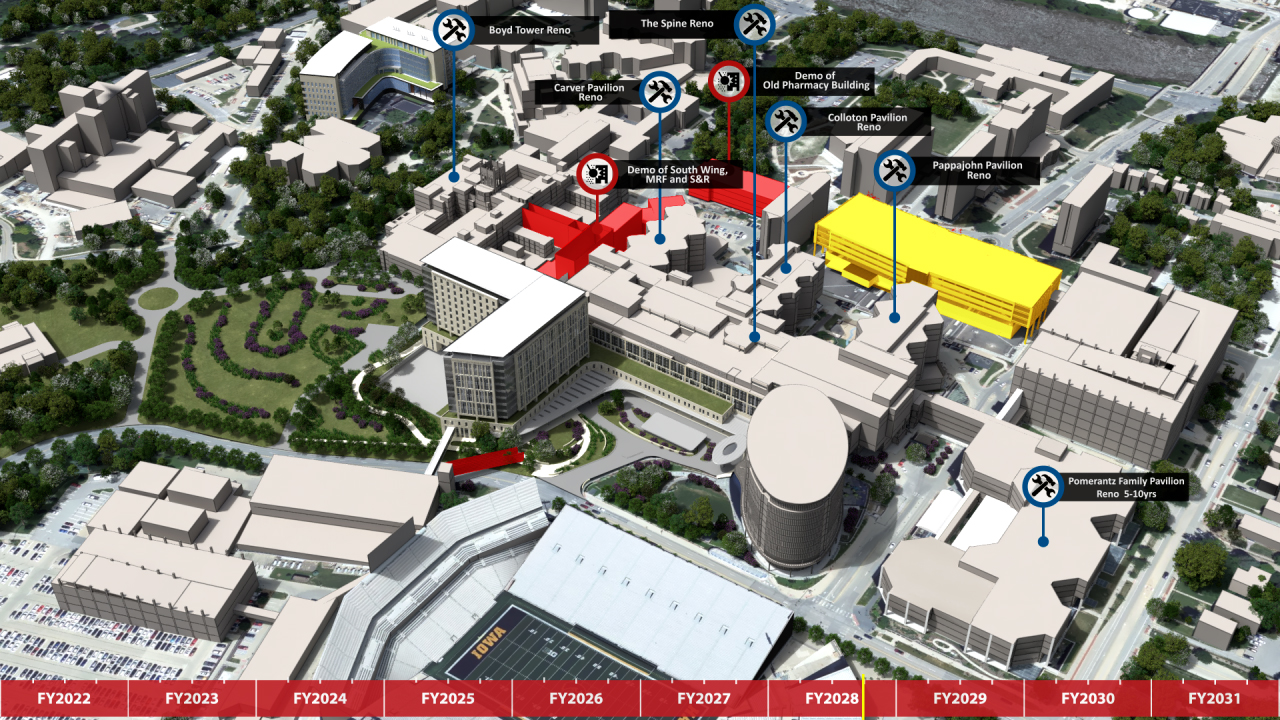 Boyd Tower Reno
The Spine Reno
Carver Pavilion
Reno
Demo of
Old Pharmacy Building
Colloton Pavilion
Reno
Demo of South Wing,
MRF and S&R
Pappajohn Pavilion
Reno
Pomerantz Family Pavilion
Reno 5-10yrs
IOWA
FY2022
FY2023
FY2024
FY2025
FY2026
FY2027
FY2028
FY2029
FY2030
FY2031